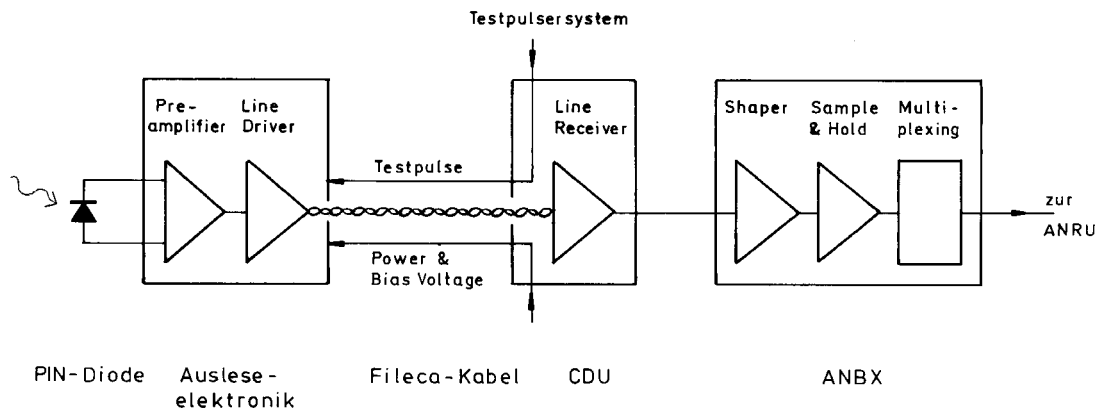 Testpulsersystem
Pre-
amplifier
Line
Driver
Line
Receiver
Shaper
Sample
& Hold
Multi-
plexing
Testpulse
Power &
Bias Voltage
zur
ANRU
PIN-Diode
Auslese-
elektronik
Fileca-Kabel
CDU
ANBX